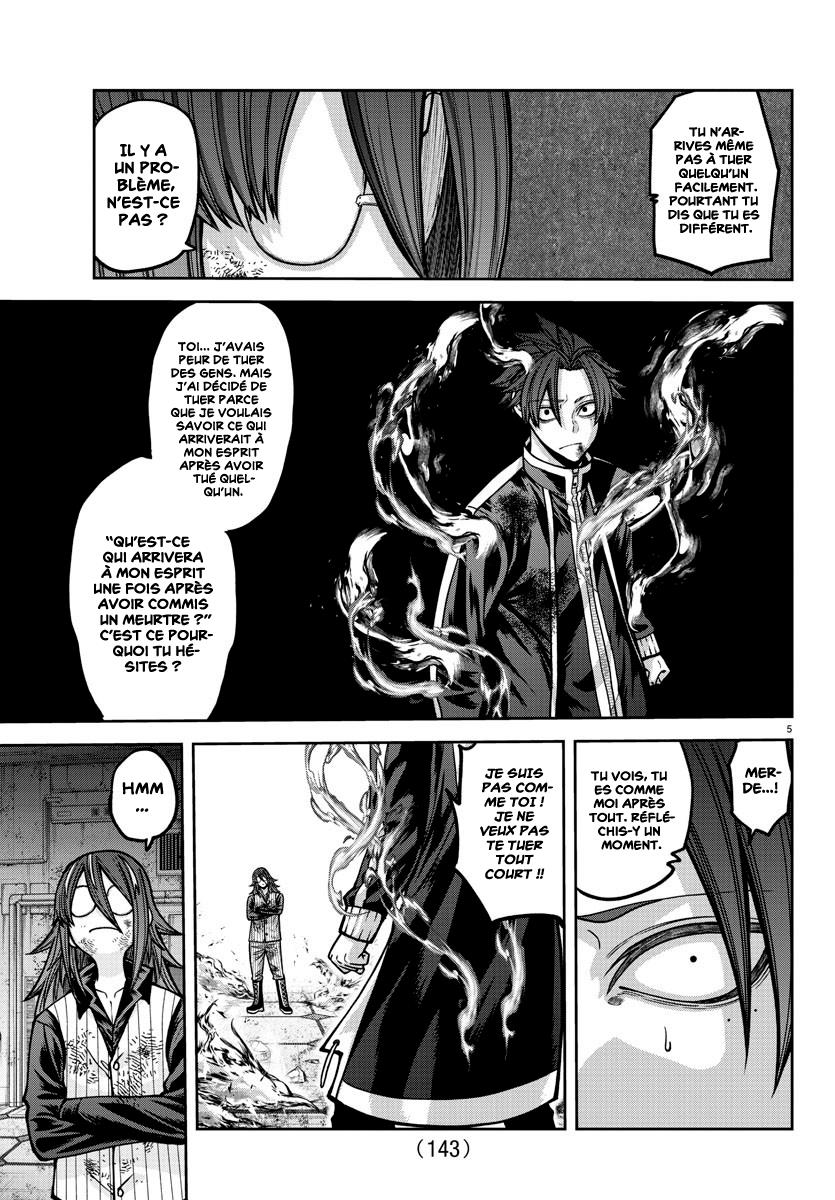 TU N'AR-
RIVES MÊME
PAS À TUER
QUELQU'UN
FACILEMENT.
POURTANT TU
DIS QUE TU ES
DIFFÉRENT.
IL Y A
UN PRO-
BLÈME,
N'EST-CE
PAS ?
TOI... J'AVAIS
PEUR DE TUER
DES GENS. MAIS
J'AI DÉCIDÉ DE
TUER PARCE
QUE JE VOULAIS
SAVOIR CE QUI
ARRIVERAIT À
MON ESPRIT
APRÈS AVOIR
TUÉ QUEL-
QU'UN.
"QU'EST-CE
QUI ARRIVERA
À MON ESPRIT
UNE FOIS APRÈS
AVOIR COMMIS
UN MEURTRE ?"
C'EST CE POUR-
QUOI TU HÉ-
SITES ?
5
MER-
DE...!
TU VOIS, TU
ES COMME
MOI APRÈS
TOUT. RÉFLÉ-
CHIS-Y UN
MOMENT.
JE SUIS
PAS COM-
ME TOI !
JE NE
VEUX PAS
TE TUER
TOUT
COURT !!
HMM
...
(143)